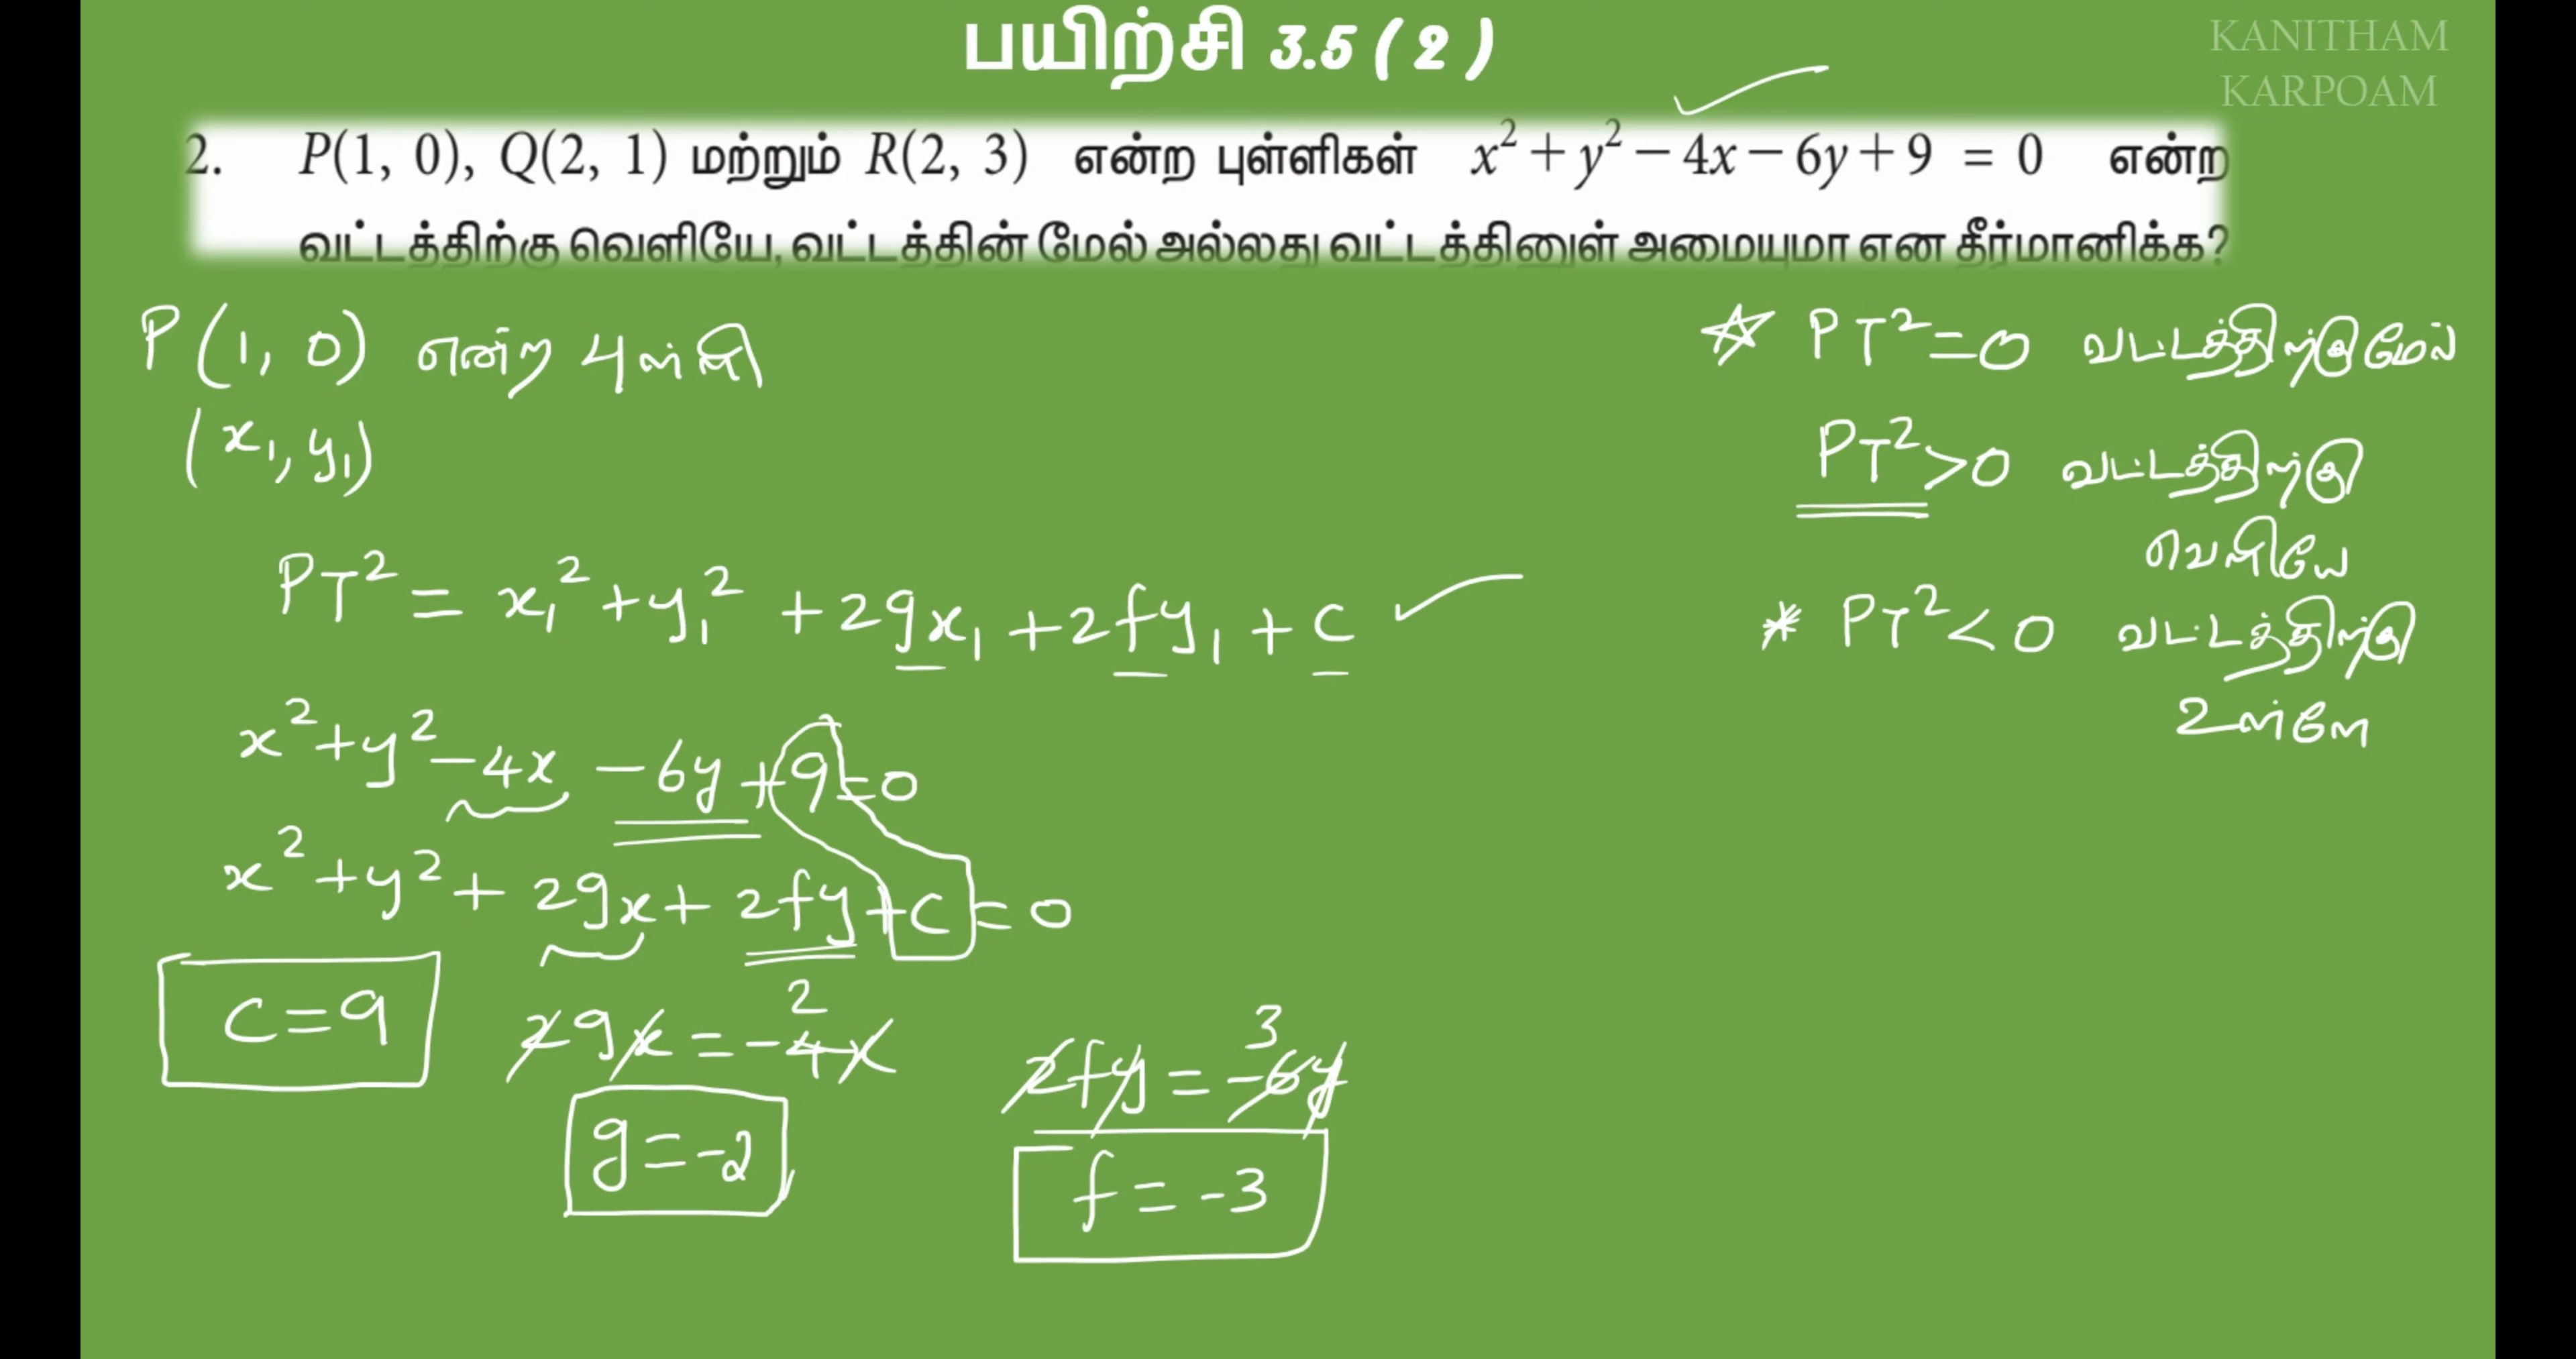 பயிற்சி 3.5 ( 2 )
KANITHAM
KARPOAM
2. P(1, 0), Q(2, 1) மற்றும் R(2, 3) என்ற புள்ளிகள் x² + y² − 4x − 6y + 9 = 0 என்ற
வட்டத்திற்கு வெளியே, வட்டத்தின் மேல் அல்லது வட்டத்தினுள் அமையுமா என தீர்மானிக்க?
P(1, 0) என்ற புள்ளி
(x₁, y₁)
PT² = x₁² + y₁² + 2gx₁ + 2fy₁ + c
x² + y² − 4x − 6y + 9 = 0
x² + y² + 2gx + 2fy + c = 0
c = 9
2gx = −4x
2
g = −2
2fy = −6y
3
f = −3
☆ PT² = 0 வட்டத்திற்கு மேல்
PT² > 0 வட்டத்திற்கு
வெளியே
* PT² < 0 வட்டத்திற்கு
உள்ளே